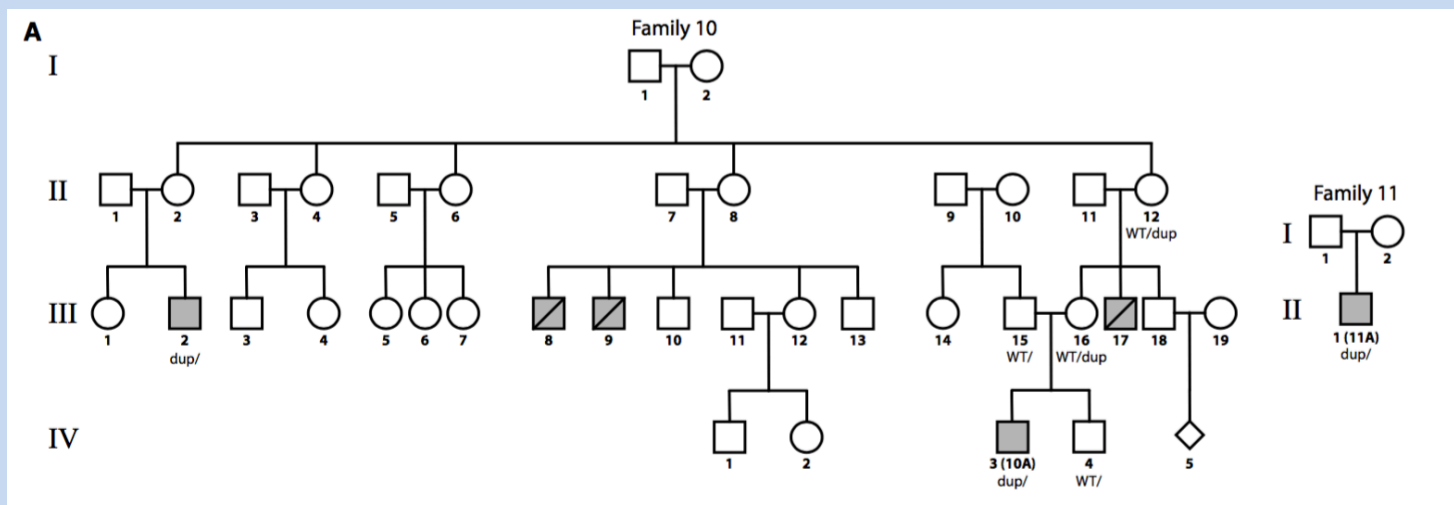 A
Family 10
I
1 2
II
1 2 3 4 5 6 7 8 9 10 11 12
WT/dup
Family 11
I
1 2
III
1 2 3 4 5 6 7 8 9 10 11 12 13 14 15 16 17 18 19
dup/ WT/ WT/dup
II
1 (11A)
dup/
IV
1 2 3 (10A) 4 5
dup/ WT/